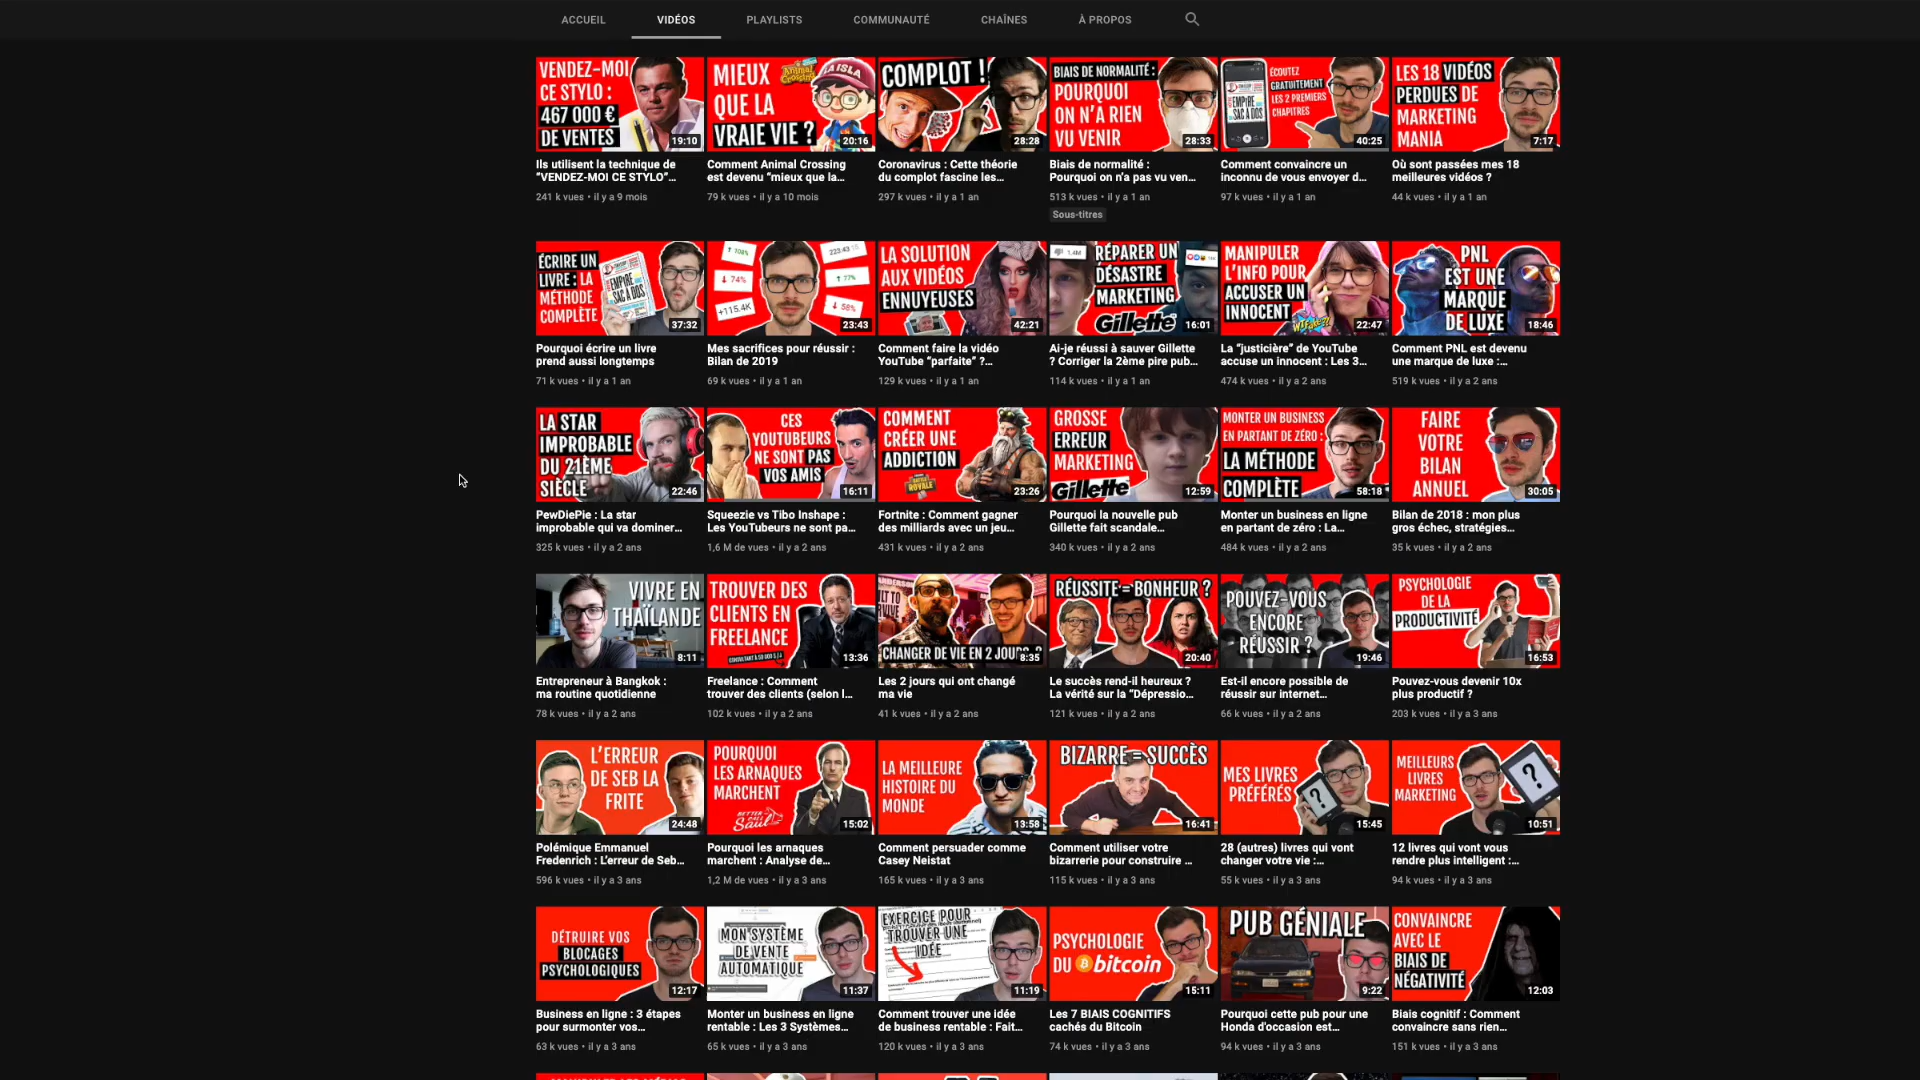 ACCUEIL
VIDÉOS
PLAYLISTS
COMMUNAUTÉ
CHAÎNES
À PROPOS
VENDEZ-MOI
CE STYLO :
467 000 €
DE VENTES
19:10
MIEUX
QUE LA
VRAIE VIE ?
Animal Crossing
LA ISLA
20:16
COMPLOT !
28:28
BIAIS DE NORMALITÉ :
POURQUOI
ON N'A RIEN
VU VENIR
28:33
ÉCOUTEZ
GRATUITEMENT
LES 2 PREMIERS
CHAPITRES
EMPIRE
SAC À DOS
40:25
LES 18 VIDÉOS
PERDUES DE
MARKETING
MANIA
7:17
Ils utilisent la technique de
“VENDEZ-MOI CE STYLO”...
241 k vues • il y a 9 mois
Comment Animal Crossing
est devenu “mieux que la...
79 k vues • il y a 10 mois
Coronavirus : Cette théorie
du complot fascine les...
297 k vues • il y a 1 an
Biais de normalité :
Pourquoi on n'a pas vu ven...
513 k vues • il y a 1 an
Sous-titres
Comment convaincre un
inconnu de vous envoyer d...
97 k vues • il y a 1 an
Où sont passées mes 18
meilleures vidéos ?
44 k vues • il y a 1 an
ÉCRIRE UN
LIVRE : LA
MÉTHODE
COMPLÈTE
EMPIRE
SAC À DOS
37:32
↑ 108%
223.43
↓ 74%
↑ 77%
+115.4K
↓ 58%
23:43
LA SOLUTION
AUX VIDÉOS
ENNUYEUSES
42:21
1,4M
RÉPARER UN
DÉSASTRE
MARKETING
Gillette
16:01
MANIPULER
L'INFO POUR
ACCUSER UN
INNOCENT
22:47
PNL
EST UNE
MARQUE
DE LUXE
18:46
Pourquoi écrire un livre
prend aussi longtemps
71 k vues • il y a 1 an
Mes sacrifices pour réussir :
Bilan de 2019
69 k vues • il y a 1 an
Comment faire la vidéo
YouTube “parfaite” ?...
129 k vues • il y a 1 an
Ai-je réussi à sauver Gillette
? Corriger la 2ème pire pub...
114 k vues • il y a 1 an
La “justicière” de YouTube
accuse un innocent : Les 3...
474 k vues • il y a 2 ans
Comment PNL est devenu
une marque de luxe :...
519 k vues • il y a 2 ans
LA STAR
IMPROBABLE
DU 21ÈME
SIÈCLE
22:46
CES
YOUTUBEURS
NE SONT PAS
VOS AMIS
16:11
COMMENT
CRÉER UNE
ADDICTION
BATTLE
ROYALE
23:26
GROSSE
ERREUR
MARKETING
Gillette
12:59
MONTER UN BUSINESS
EN PARTANT DE ZÉRO :
LA MÉTHODE
COMPLÈTE
58:18
FAIRE
VOTRE
BILAN
ANNUEL
30:05
PewDiePie : La star
improbable qui va dominer...
325 k vues • il y a 2 ans
Squeezie vs Tibo Inshape :
Les YouTubeurs ne sont pa...
1,6 M de vues • il y a 2 ans
Fortnite : Comment gagner
des milliards avec un jeu...
431 k vues • il y a 2 ans
Pourquoi la nouvelle pub
Gillette fait scandale...
340 k vues • il y a 2 ans
Monter un business en ligne
en partant de zéro : La...
484 k vues • il y a 2 ans
Bilan de 2018 : mon plus
gros échec, stratégies...
35 k vues • il y a 2 ans
VIVRE EN
THAÏLANDE
8:11
TROUVER DES
CLIENTS EN
FREELANCE
13:36
CHANGER DE VIE EN 2 JOURS ?
8:35
RÉUSSITE = BONHEUR ?
20:40
POUVEZ-VOUS
ENCORE
RÉUSSIR ?
19:46
PSYCHOLOGIE
DE LA
PRODUCTIVITÉ
16:53
Entrepreneur à Bangkok :
ma routine quotidienne
78 k vues • il y a 2 ans
Freelance : Comment
trouver des clients (selon l...
102 k vues • il y a 2 ans
Les 2 jours qui ont changé
ma vie
41 k vues • il y a 2 ans
Le succès rend-il heureux ?
La vérité sur la “Dépressio...
121 k vues • il y a 2 ans
Est-il encore possible de
réussir sur internet...
66 k vues • il y a 2 ans
Pouvez-vous devenir 10x
plus productif ?
203 k vues • il y a 3 ans
L'ERREUR
DE SEB LA
FRITE
24:48
POURQUOI
LES ARNAQUES
MARCHENT
BETTER
CALL
Saul
15:02
LA MEILLEURE
HISTOIRE DU
MONDE
13:58
BIZARRE = SUCCÈS
16:41
MES LIVRES
PRÉFÉRÉS
?
15:45
MEILLEURS
LIVRES
MARKETING
?
10:51
Polémique Emmanuel
Fredenrich : L'erreur de Seb...
596 k vues • il y a 3 ans
Pourquoi les arnaques
marchent : Analyse de...
1,2 M de vues • il y a 3 ans
Comment persuader comme
Casey Neistat
165 k vues • il y a 3 ans
Comment utiliser votre
bizarrerie pour construire ...
115 k vues • il y a 3 ans
28 (autres) livres qui vont
changer votre vie :...
55 k vues • il y a 3 ans
12 livres qui vont vous
rendre plus intelligent :...
94 k vues • il y a 3 ans
DÉTRUIRE VOS
BLOCAGES
PSYCHOLOGIQUES
12:17
MON SYSTÈME
DE VENTE
AUTOMATIQUE
11:37
EXERCICE POUR
TROUVER UNE
IDÉE
11:19
PSYCHOLOGIE
DU bitcoin
15:11
PUB GÉNIALE
9:22
CONVAINCRE
AVEC LE
BIAIS DE
NÉGATIVITÉ
12:03
Business en ligne : 3 étapes
pour surmonter vos...
63 k vues • il y a 3 ans
Monter un business en ligne
rentable : Les 3 Systèmes...
65 k vues • il y a 3 ans
Comment trouver une idée
de business rentable : Fait...
120 k vues • il y a 3 ans
Les 7 BIAIS COGNITIFS
cachés du Bitcoin
74 k vues • il y a 3 ans
Pourquoi cette pub pour une
Honda d'occasion est...
94 k vues • il y a 3 ans
Biais cognitif : Comment
convaincre sans rien...
151 k vues • il y a 3 ans